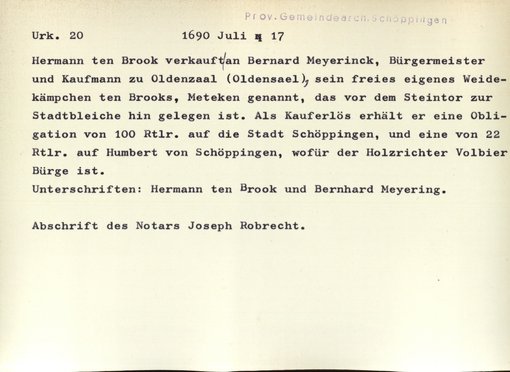 Prov. Gemeindearch. Schöppingen
Urk. 20 1690 Juli 17
Hermann ten Brook verkauft/an Bernard Meyerinck, Bürgermeister
und Kaufmann zu Oldenzaal (Oldensael), sein freies eigenes Weide-
kämpchen ten Brooks, Meteken genannt, das vor dem Steintor zur
Stadtbleiche hin gelegen ist. Als Kauferlös erhält er eine Obli-
gation von 100 Rtlr. auf die Stadt Schöppingen, und eine von 22
Rtlr. auf Humbert von Schöppingen, wofür der Holzrichter Volbier
Bürge ist.
Unterschriften: Hermann ten Brook und Bernhard Meyering.
Abschrift des Notars Joseph Robrecht.